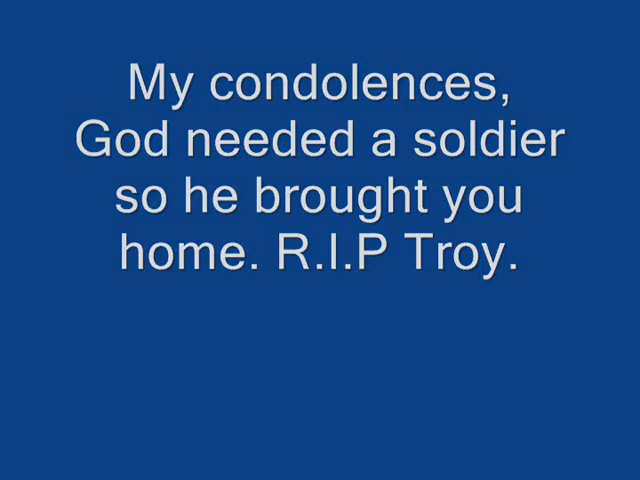 My condolences,
God needed a soldier
so he brought you
home. R.I.P Troy.